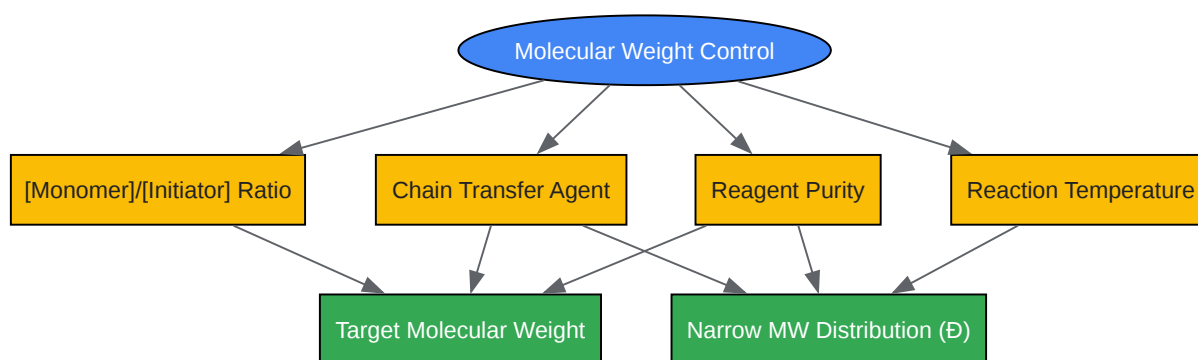 Molecular Weight Control
[Monomer]/[Initiator] Ratio
Chain Transfer Agent
Reagent Purity
Reaction Temperature
Target Molecular Weight
Narrow MW Distribution (Đ)